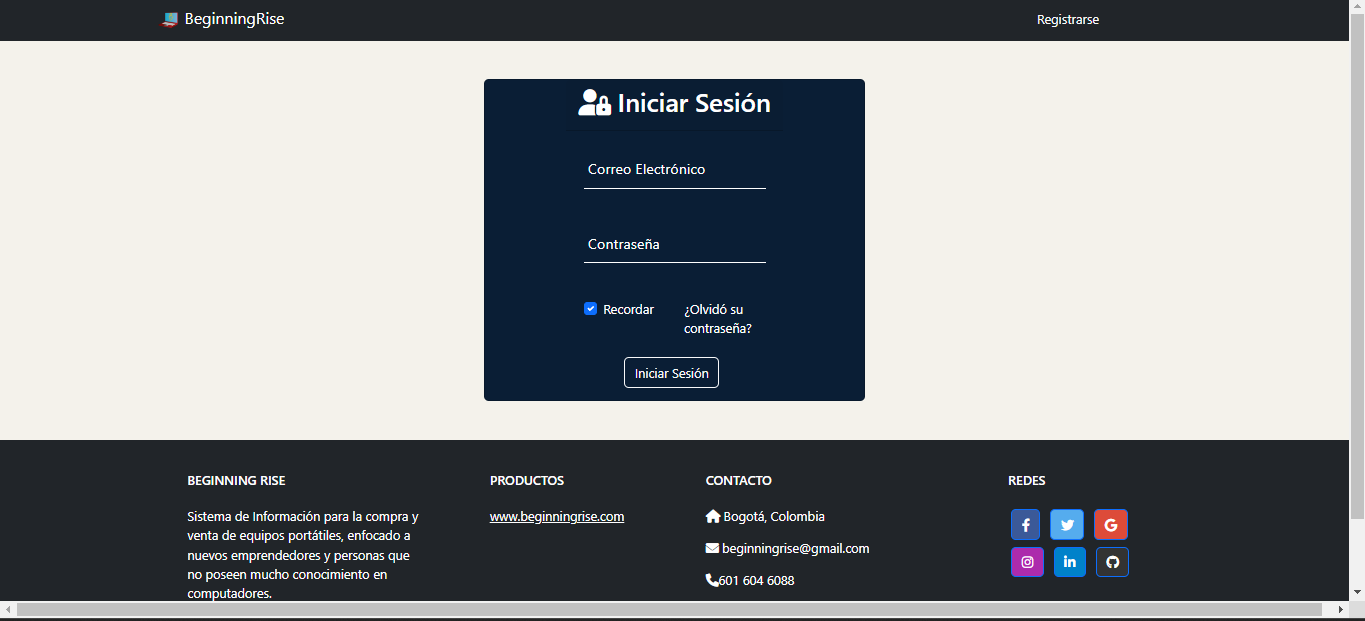 BeginningRise
Registrarse
Iniciar Sesión
Correo Electrónico
Contraseña
Recordar
¿Olvidó su
contraseña?
Iniciar Sesión
BEGINNING RISE
Sistema de Información para la compra y
venta de equipos portátiles, enfocado a
nuevos emprendedores y personas que
no poseen mucho conocimiento en
computadores.
PRODUCTOS
www.beginningrise.com
CONTACTO
Bogotá, Colombia
beginningrise@gmail.com
601 604 6088
REDES